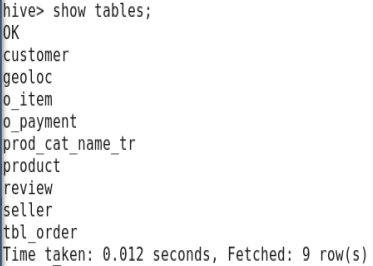 hive> show tables;
OK
customer
geoloc
o_item
o_payment
prod_cat_name_tr
product
review
seller
tbl_order
Time taken: 0.012 seconds, Fetched: 9 row(s)